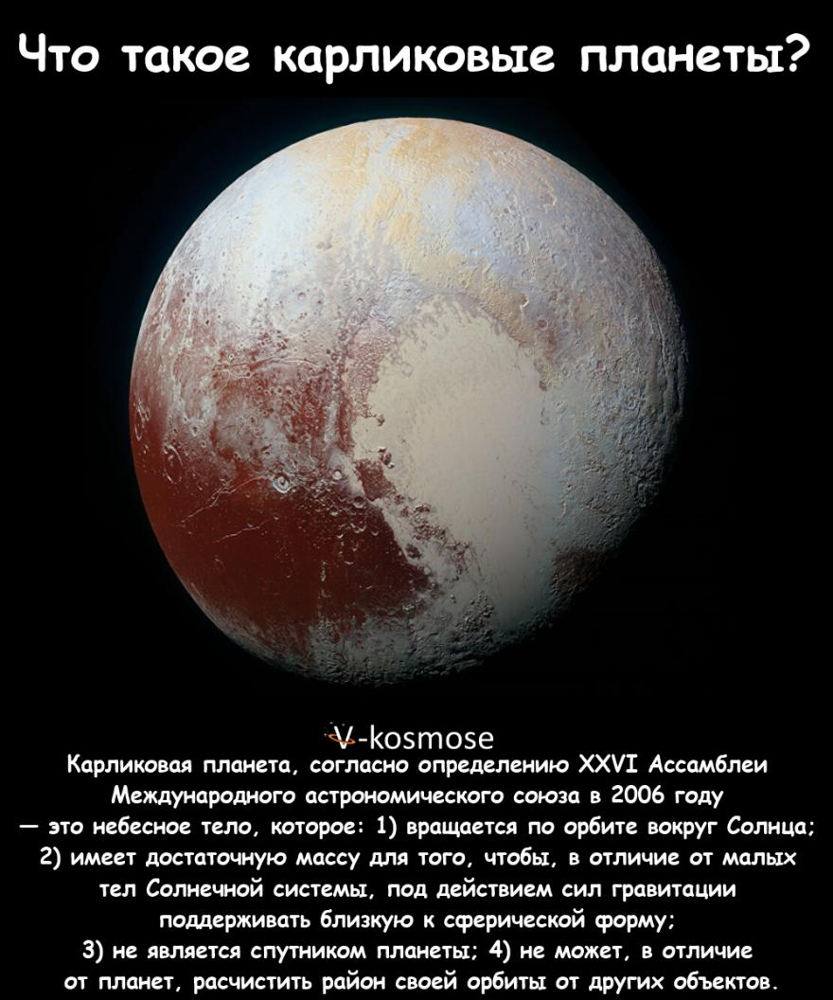 Что такое карликовые планеты?
V-kosmose
Карликовая планета, согласно определению XXVI Ассамблеи
Международного астрономического союза в 2006 году
— это небесное тело, которое: 1) вращается по орбите вокруг Солнца;
2) имеет достаточную массу для того, чтобы, в отличие от малых
тел Солнечной системы, под действием сил гравитации
поддерживать близкую к сферической форму;
3) не является спутником планеты; 4) не может, в отличие
от планет, расчистить район своей орбиты от других объектов.